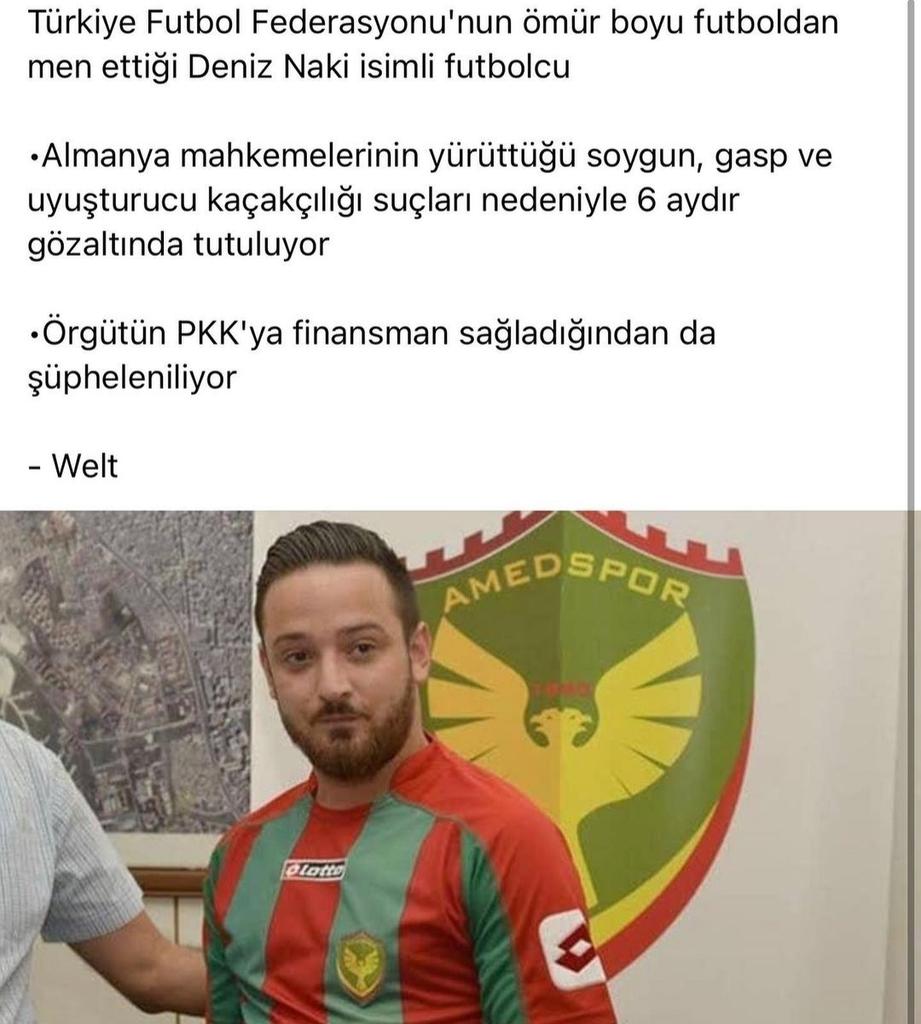 Türkiye Futbol Federasyonu'nun ömür boyu futboldan
men ettiği Deniz Naki isimli futbolcu
•Almanya mahkemelerinin yürüttüğü soygun, gasp ve
uyuşturucu kaçakçılığı suçları nedeniyle 6 aydır
gözaltında tutuluyor
•Örgütün PKK'ya finansman sağladığından da
şüpheleniliyor
- Welt
AMEDSPOR
lotto